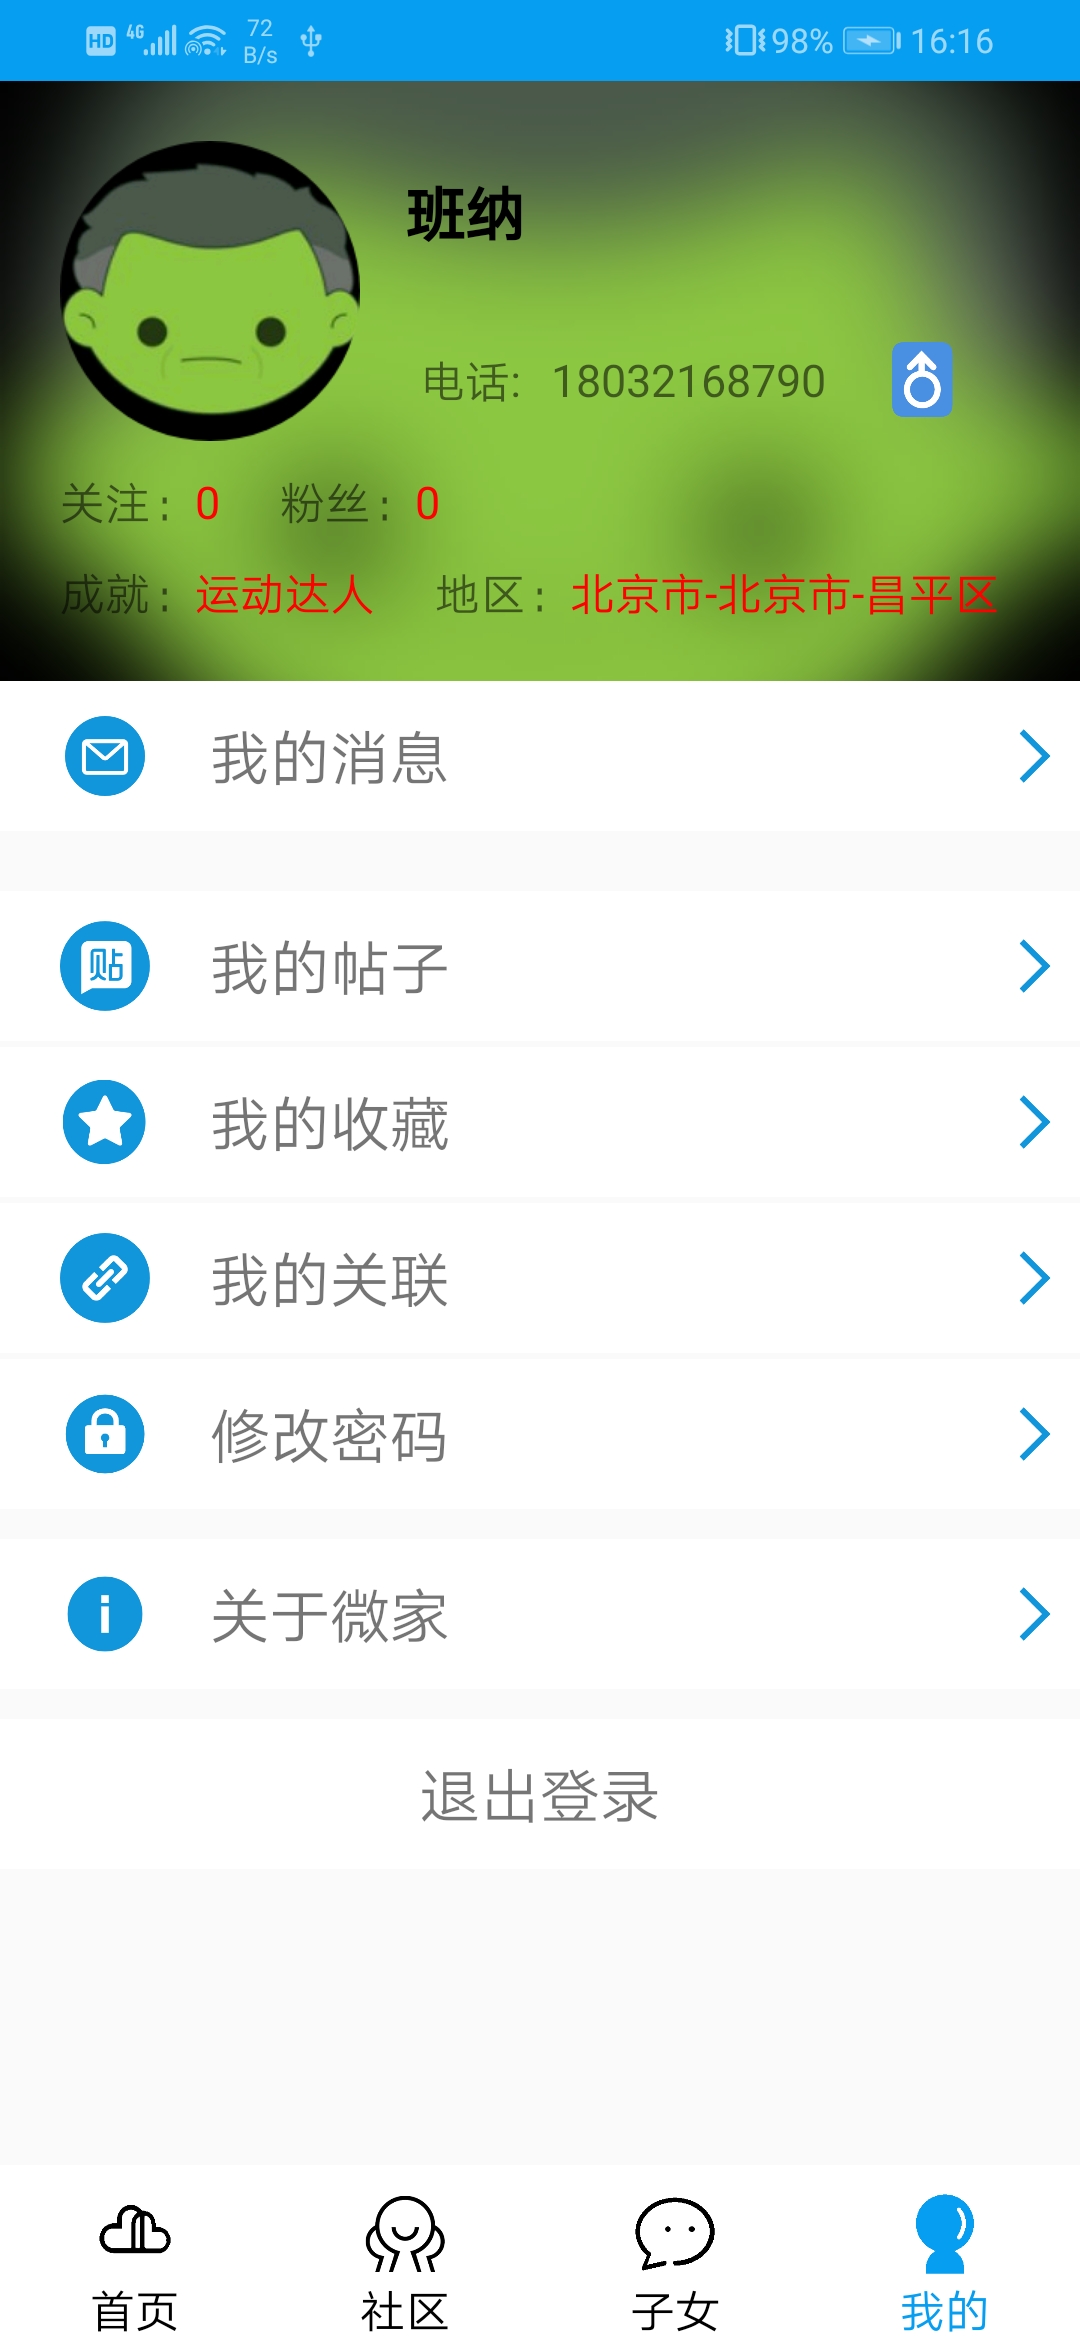 HD 4G 72 B/s 98% 16:16
班纳
电话: 18032168790
关注: 0 粉丝: 0
成就: 运动达人 地区: 北京市-北京市-昌平区
我的消息
贴 我的帖子
我的收藏
我的关联
修改密码
i 关于微家
退出登录
首页 社区 子女 我的